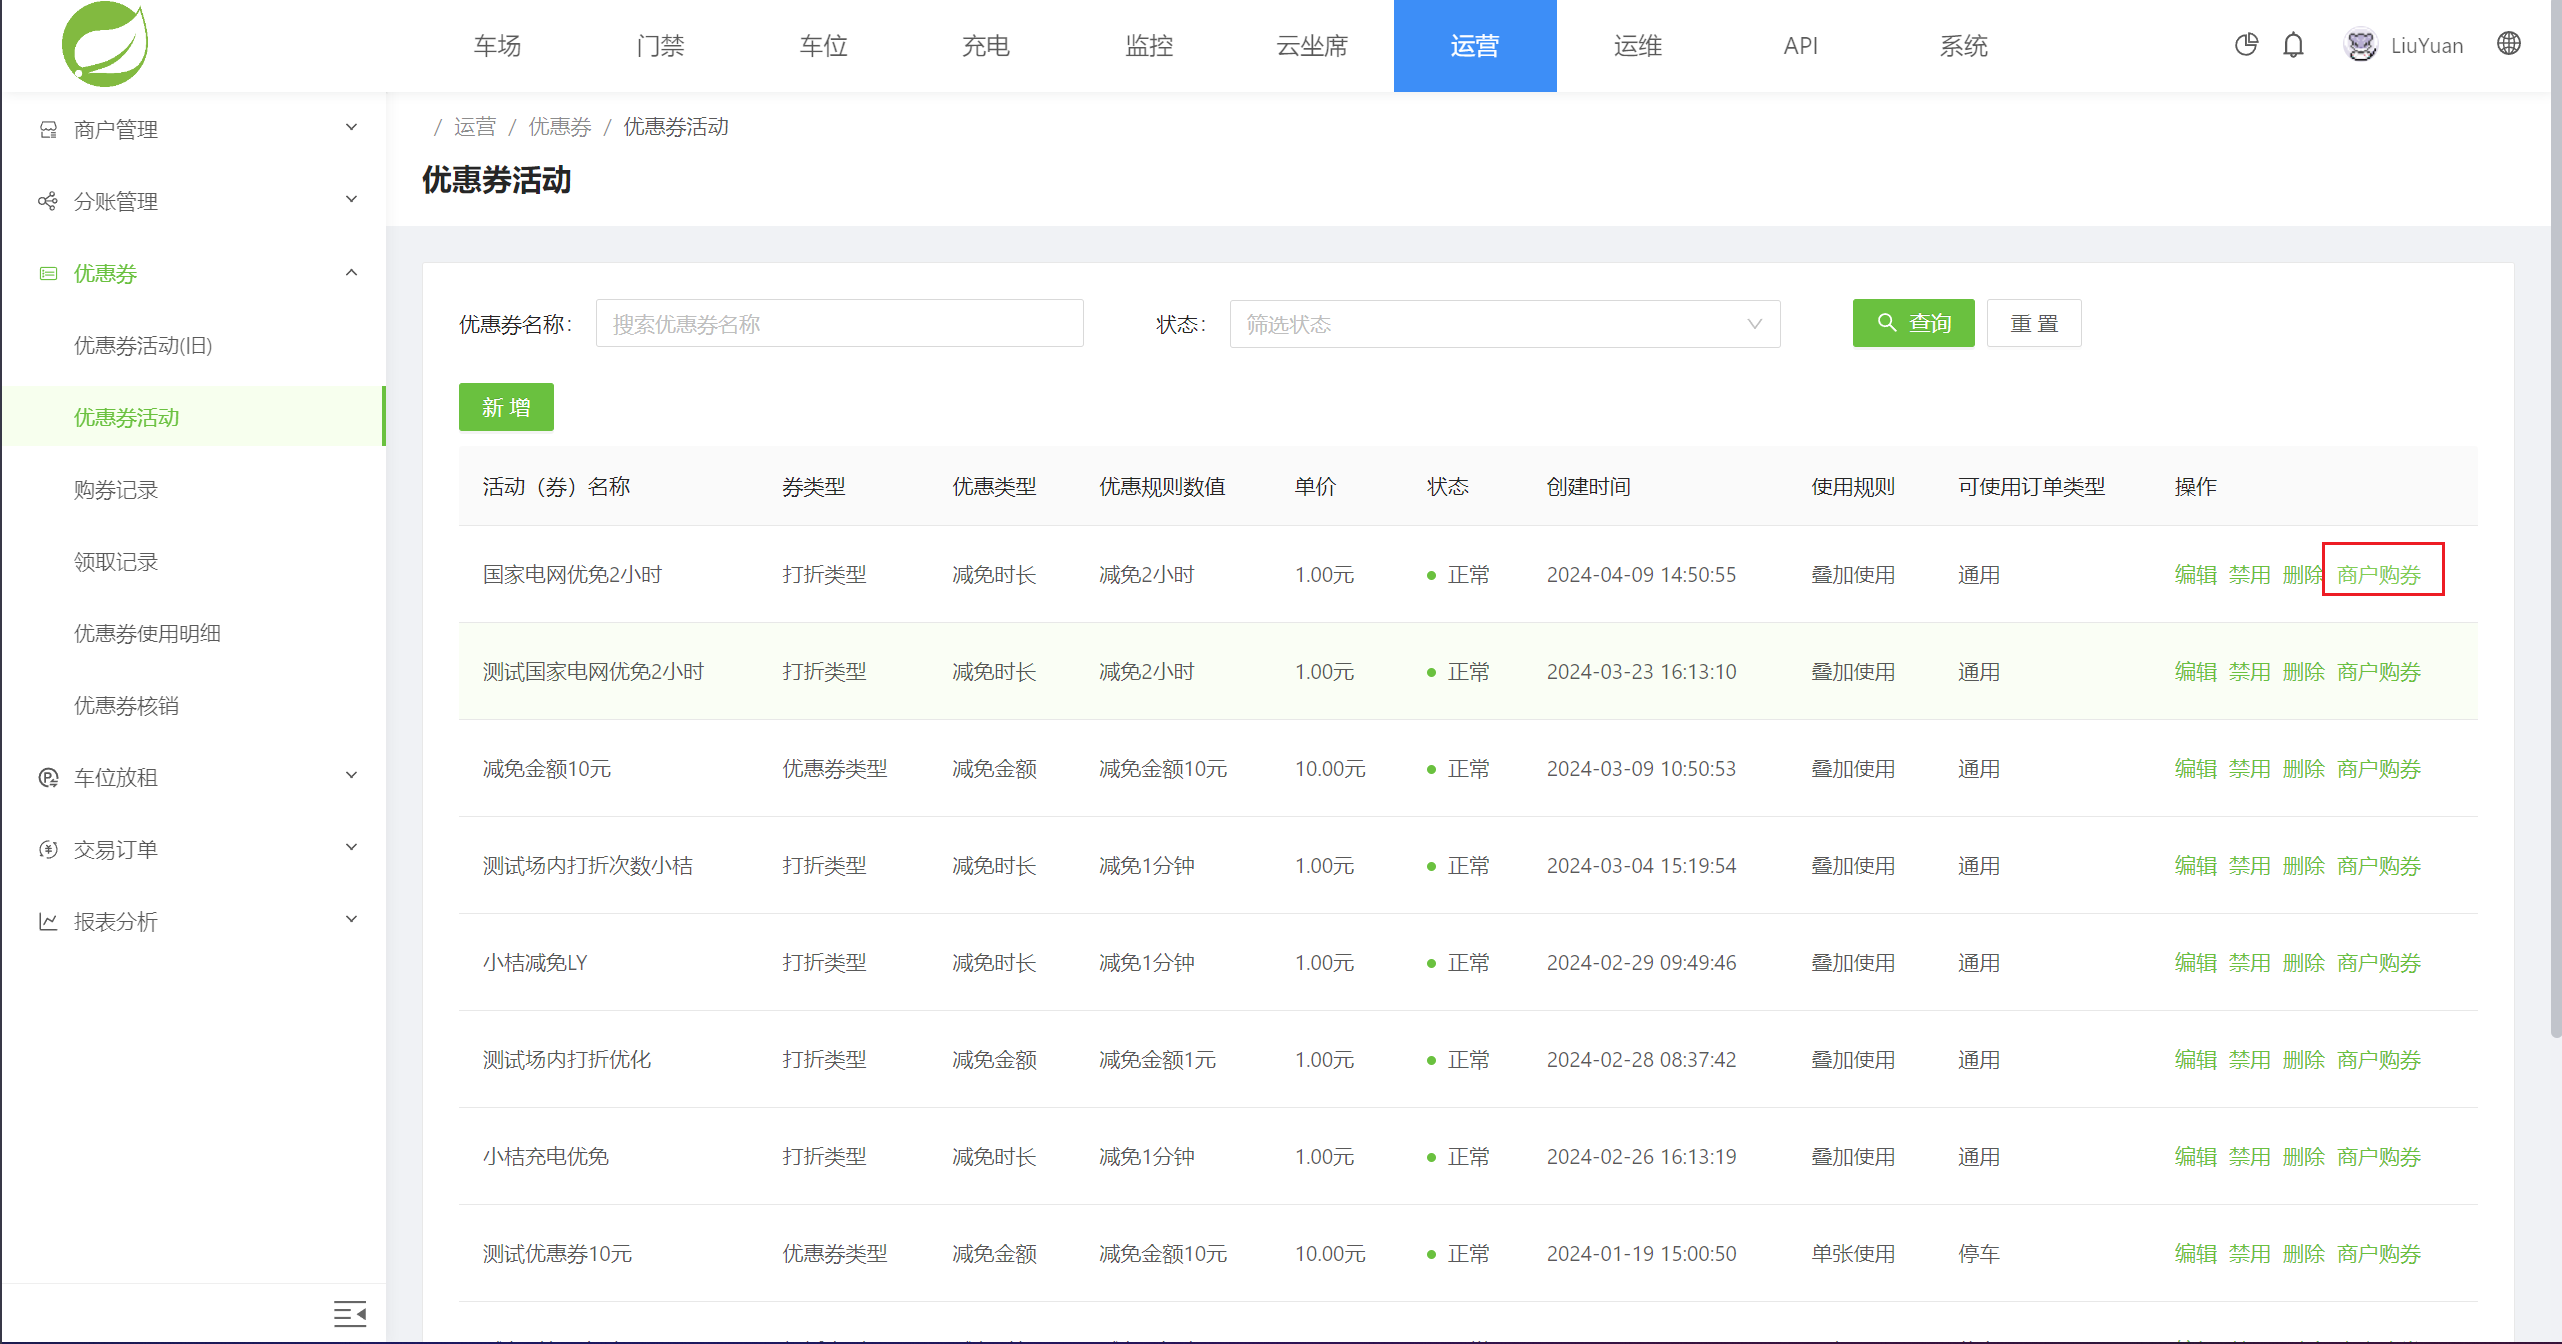 车场 门禁 车位 充电 监控 云坐席 运营 运维 API 系统 LiuYuan
商户管理
分账管理
优惠券
优惠券活动(旧)
优惠券活动
购券记录
领取记录
优惠券使用明细
优惠券核销
车位放租
交易订单
报表分析
/ 运营 / 优惠券 / 优惠券活动
优惠券活动
优惠券名称： 搜索优惠券名称 状态： 筛选状态 查询 重置
新增
活动（券）名称 券类型 优惠类型 优惠规则数值 单价 状态 创建时间 使用规则 可使用订单类型 操作
国家电网优免2小时 打折类型 减免时长 减免2小时 1.00元 正常 2024-04-09 14:50:55 叠加使用 通用 编辑 禁用 删除 商户购券
测试国家电网优免2小时 打折类型 减免时长 减免2小时 1.00元 正常 2024-03-23 16:13:10 叠加使用 通用 编辑 禁用 删除 商户购券
减免金额10元 优惠券类型 减免金额 减免金额10元 10.00元 正常 2024-03-09 10:50:53 叠加使用 通用 编辑 禁用 删除 商户购券
测试场内打折次数小桔 打折类型 减免时长 减免1分钟 1.00元 正常 2024-03-04 15:19:54 叠加使用 通用 编辑 禁用 删除 商户购券
小桔减免LY 打折类型 减免时长 减免1分钟 1.00元 正常 2024-02-29 09:49:46 叠加使用 通用 编辑 禁用 删除 商户购券
测试场内打折优化 打折类型 减免金额 减免金额1元 1.00元 正常 2024-02-28 08:37:42 叠加使用 通用 编辑 禁用 删除 商户购券
小桔充电优免 打折类型 减免时长 减免1分钟 1.00元 正常 2024-02-26 16:13:19 叠加使用 通用 编辑 禁用 删除 商户购券
测试优惠券10元 优惠券类型 减免金额 减免金额10元 10.00元 正常 2024-01-19 15:00:50 单张使用 停车 编辑 禁用 删除 商户购券